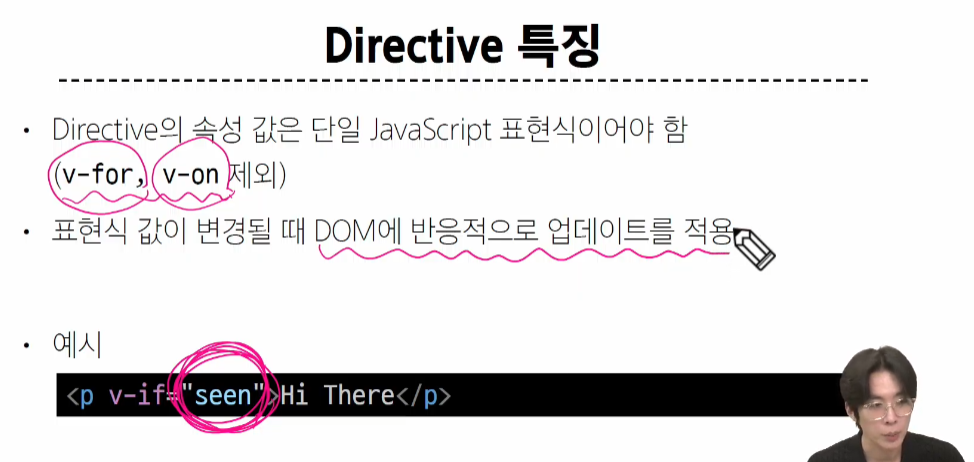 Directive 특징
• Directive의 속성 값은 단일 JavaScript 표현식이어야 함
(v-for, v-on 제외)
• 표현식 값이 변경될 때 DOM에 반응적으로 업데이트를 적용
• 예시
<p v-if="seen">Hi There</p>